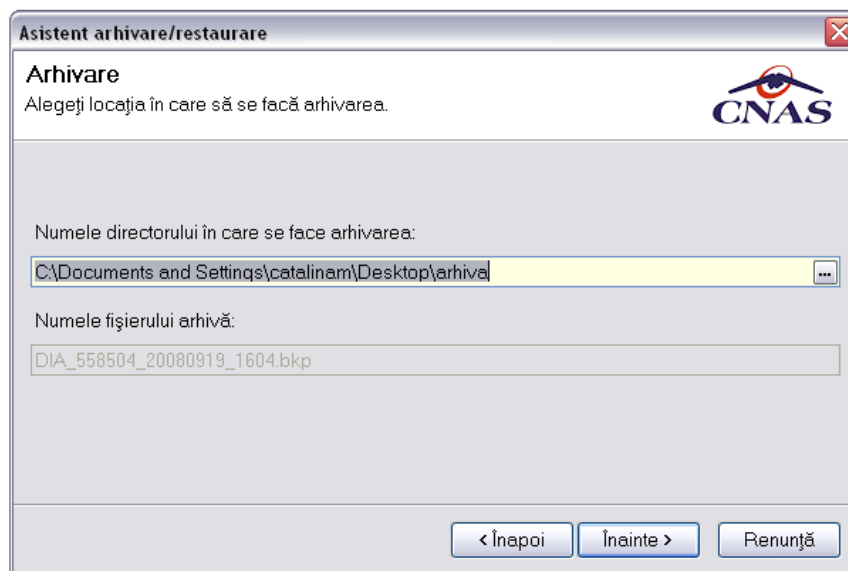 Asistent arhivare/restaurare
Arhivare
Alegeţi locaţia în care să se facă arhivarea.
CNAS
Numele directorului în care se face arhivarea:
C:\Documents and Settings\catalinam\Desktop\arhiva
...
Numele fişierului arhivă:
DIA_558504_20080919_1604.bkp
< Înapoi
Înainte >
Renunţă